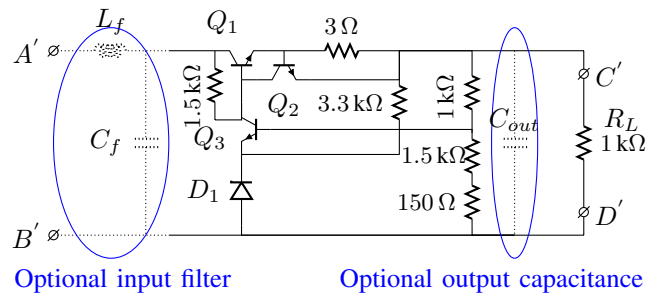 L_f Q_1 3 Ω
A′ C′
1.5 kΩ Q_2 3.3 kΩ 1 kΩ
C_f Q_3 C_out R_L
1 kΩ
1.5 kΩ
D_1 150 Ω
B′ D′
Optional input filter Optional output capacitance